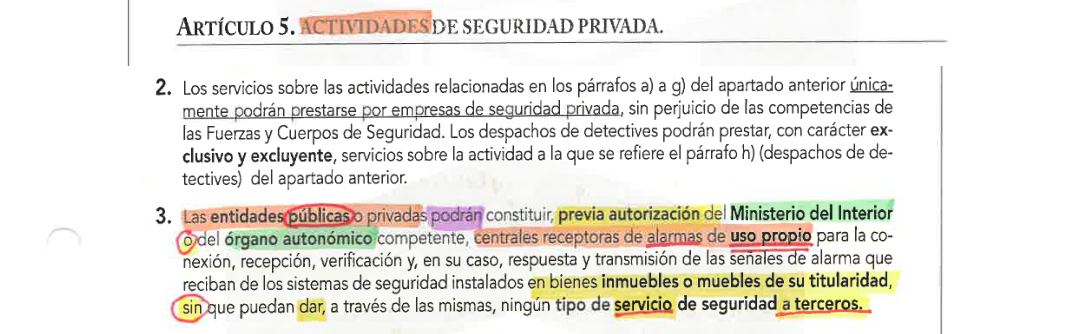 ARTÍCULO 5. ACTIVIDADES DE SEGURIDAD PRIVADA.
2. Los servicios sobre las actividades relacionadas en los párrafos a) a g) del apartado anterior única-
mente podrán prestarse por empresas de seguridad privada, sin perjuicio de las competencias de
las Fuerzas y Cuerpos de Seguridad. Los despachos de detectives podrán prestar, con carácter ex-
clusivo y excluyente, servicios sobre la actividad a la que se refiere el párrafo h) (despachos de de-
tectives) del apartado anterior.
3. Las entidades públicas o privadas podrán constituir, previa autorización del Ministerio del Interior
o del órgano autonómico competente, centrales receptoras de alarmas de uso propio para la co-
nexión, recepción, verificación y, en su caso, respuesta y transmisión de las señales de alarma que
reciban de los sistemas de seguridad instalados en bienes inmuebles o muebles de su titularidad,
sin que puedan dar, a través de las mismas, ningún tipo de servicio de seguridad a terceros.